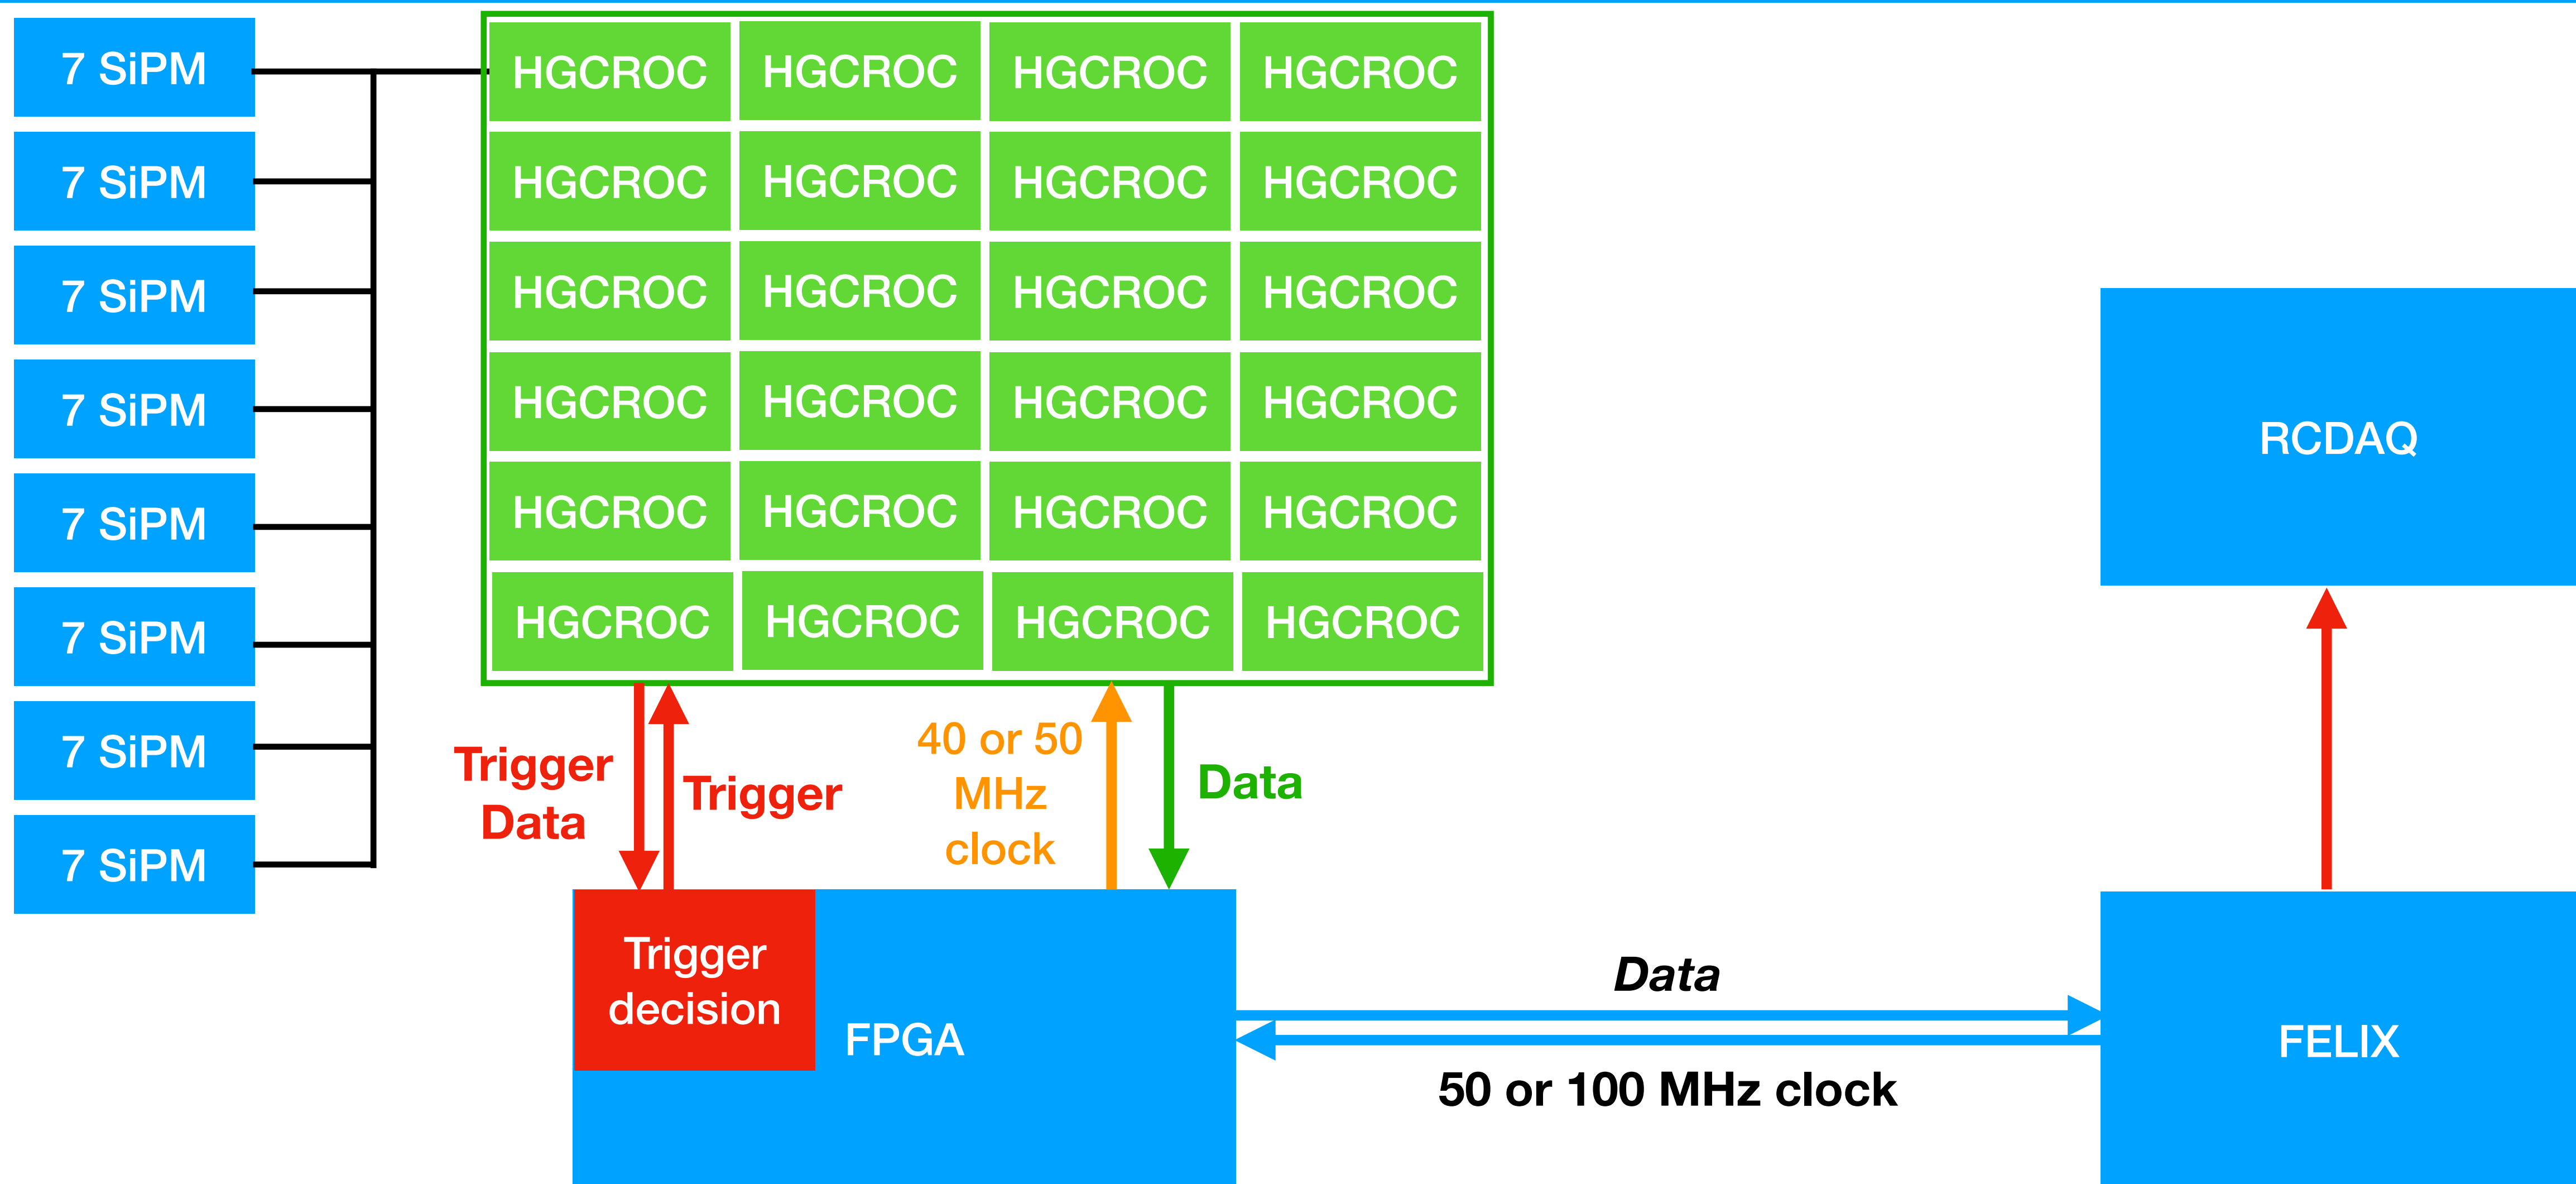 7 SiPM
7 SiPM
7 SiPM
7 SiPM
7 SiPM
7 SiPM
7 SiPM
7 SiPM
HGCROC HGCROC HGCROC HGCROC
HGCROC HGCROC HGCROC HGCROC
HGCROC HGCROC HGCROC HGCROC
HGCROC HGCROC HGCROC HGCROC
HGCROC HGCROC HGCROC HGCROC
HGCROC HGCROC HGCROC HGCROC
Trigger
Data
Trigger
40 or 50
MHz
clock
Data
Trigger
decision
FPGA
Data
50 or 100 MHz clock
RCDAQ
FELIX